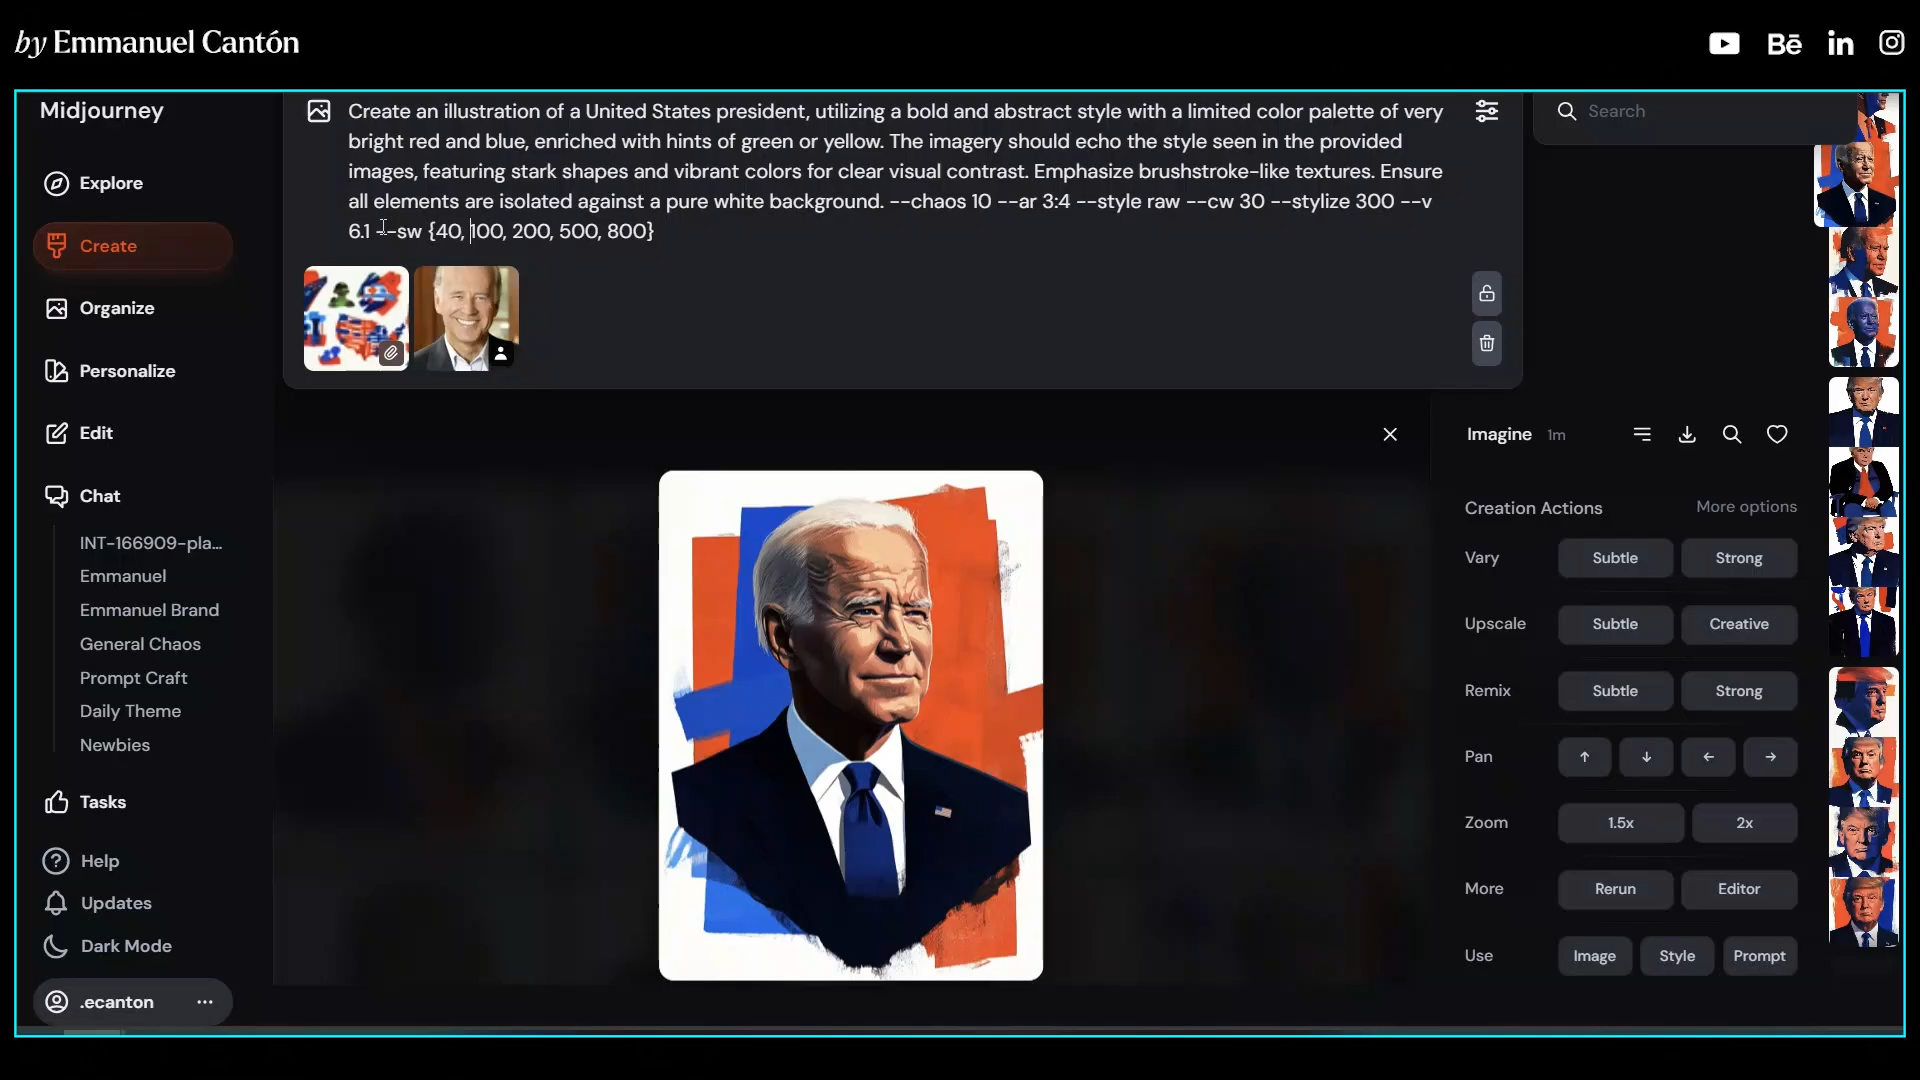 by Emmanuel Cantón
Bē
in
Midjourney
Explore
Create
Organize
Personalize
Edit
Chat
INT-166909-pla...
Emmanuel
Emmanuel Brand
General Chaos
Prompt Craft
Daily Theme
Newbies
Tasks
Help
Updates
Dark Mode
.ecanton
Create an illustration of a United States president, utilizing a bold and abstract style with a limited color palette of very
bright red and blue, enriched with hints of green or yellow. The imagery should echo the style seen in the provided
images, featuring stark shapes and vibrant colors for clear visual contrast. Emphasize brushstroke-like textures. Ensure
all elements are isolated against a pure white background. --chaos 10 --ar 3:4 --style raw --cw 30 --stylize 300 --v
6.1 --sw {40, 100, 200, 500, 800}
Search
Imagine 1m
Creation Actions More options
Vary Subtle Strong
Upscale Subtle Creative
Remix Subtle Strong
Pan ↑ ↓ ← →
Zoom 1.5x 2x
More Rerun Editor
Use Image Style Prompt